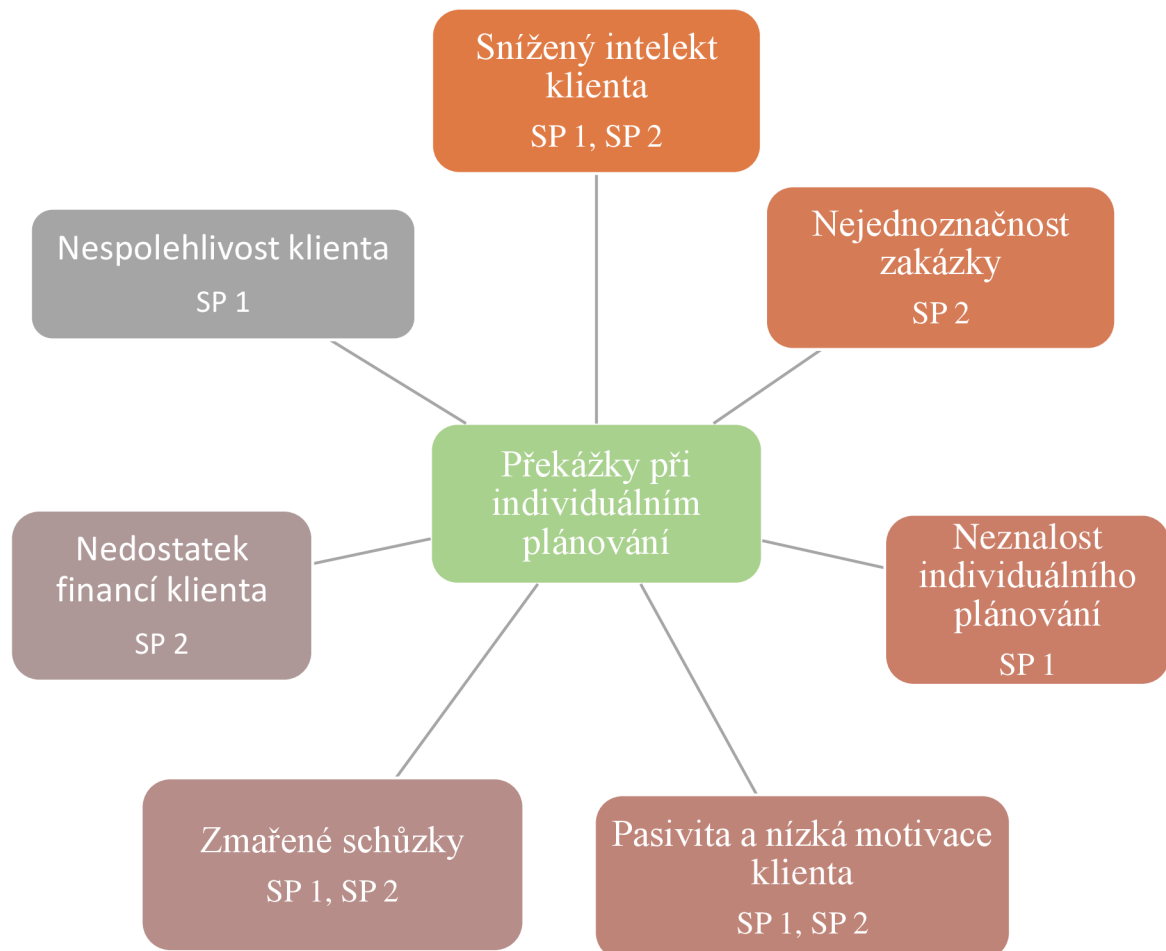 Snížený intelekt
klienta
SP 1, SP 2
Nejednoznačnost
zakázky
SP 2
Neznalost
individuálního
plánování
SP 1
Pasivita a nízká motivace
klienta
SP 1, SP 2
Zmařené schůzky
SP 1, SP 2
Nedostatek
financí klienta
SP 2
Nespolehlivost klienta
SP 1
Překážky při
individuálním
plánování